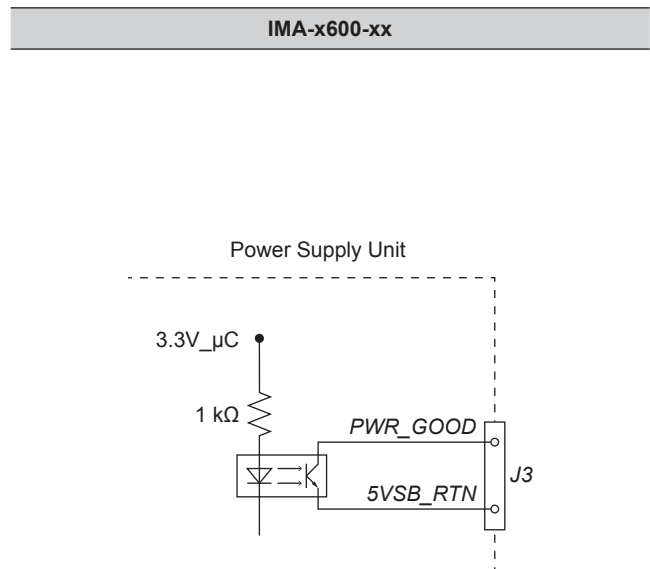 IMA-x600-xx
Power Supply Unit
3.3V_µC
1 kΩ
PWR_GOOD
J3
5VSB_RTN